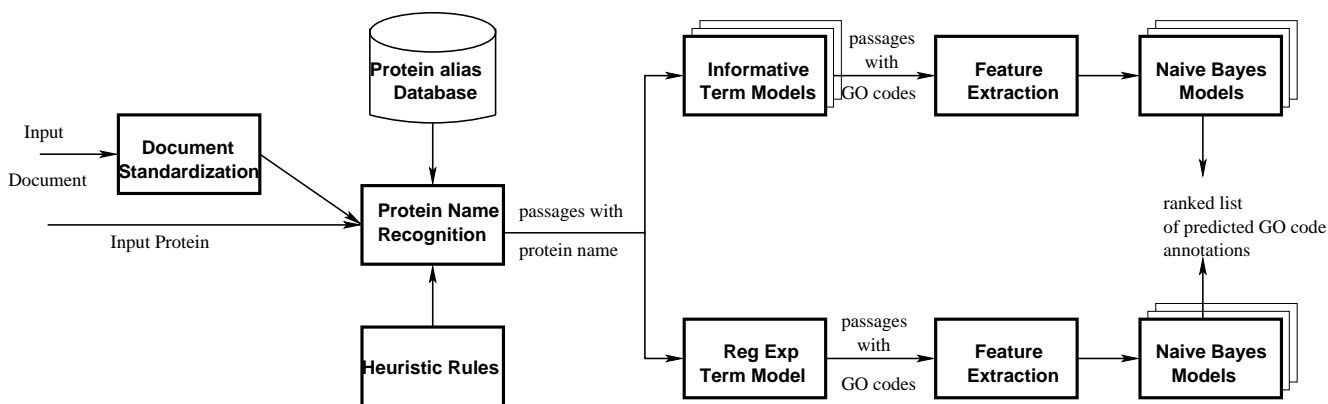 Protein alias
Database
Input
Document
Document
Standardization
Input Protein
Protein Name
Recognition
Heuristic Rules
passages with
protein name
Informative
Term Models
passages
with
GO codes
Feature
Extraction
Naive Bayes
Models
ranked list
of predicted GO code
annotations
Reg Exp
Term Model
passages
with
GO codes
Feature
Extraction
Naive Bayes
Models